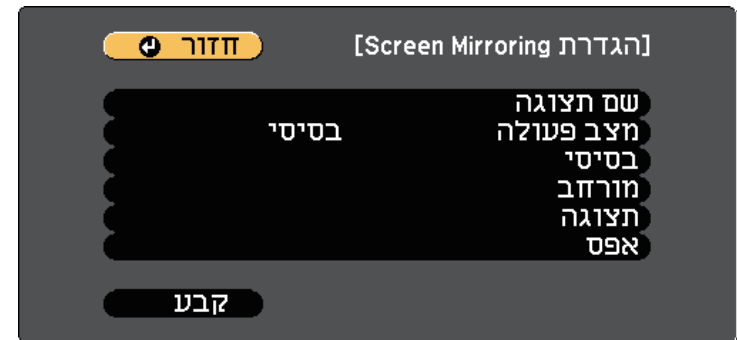 [הגדרת Screen Mirroring] חזור
שם תצוגה
מצב פעולה בסיסי
בסיסי
מורחב
תצוגה
אפס
קבע